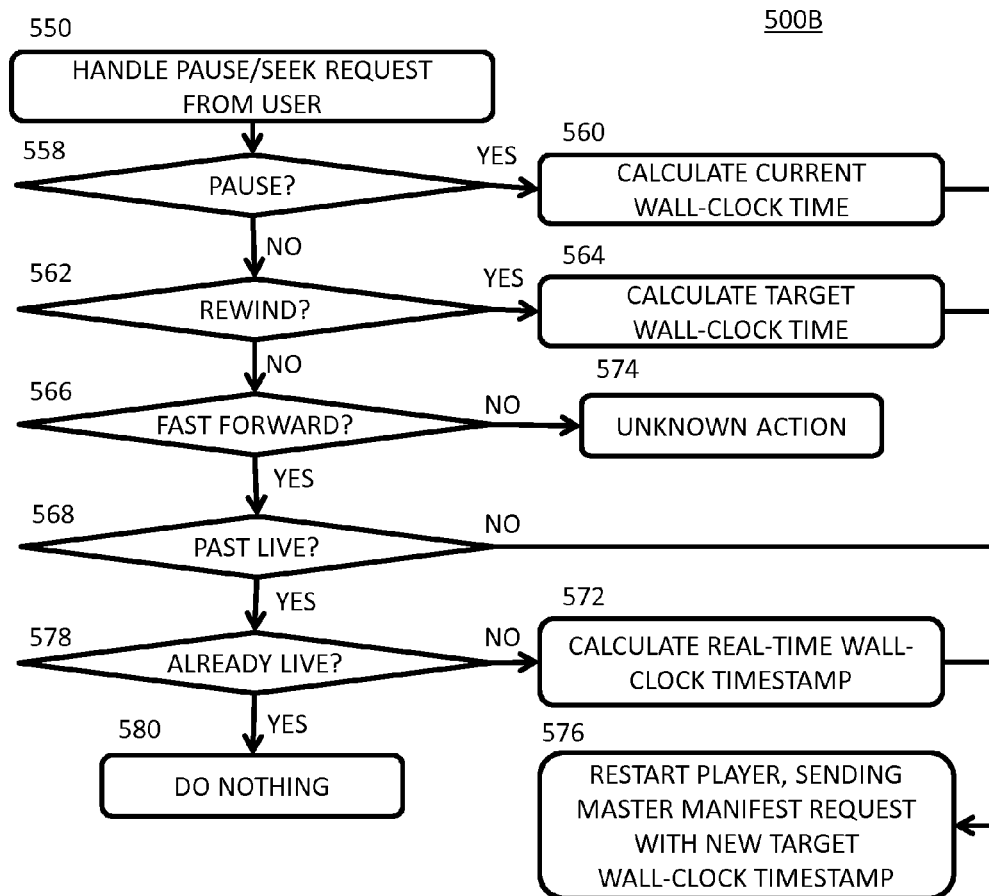 500B
550
HANDLE PAUSE/SEEK REQUEST
FROM USER
558
PAUSE?
YES
NO
560
CALCULATE CURRENT
WALL-CLOCK TIME
562
REWIND?
YES
NO
564
CALCULATE TARGET
WALL-CLOCK TIME
566
FAST FORWARD?
NO
YES
574
UNKNOWN ACTION
568
PAST LIVE?
NO
YES
578
ALREADY LIVE?
NO
YES
572
CALCULATE REAL-TIME WALL-
CLOCK TIMESTAMP
580
DO NOTHING
576
RESTART PLAYER, SENDING
MASTER MANIFEST REQUEST
WITH NEW TARGET
WALL-CLOCK TIMESTAMP